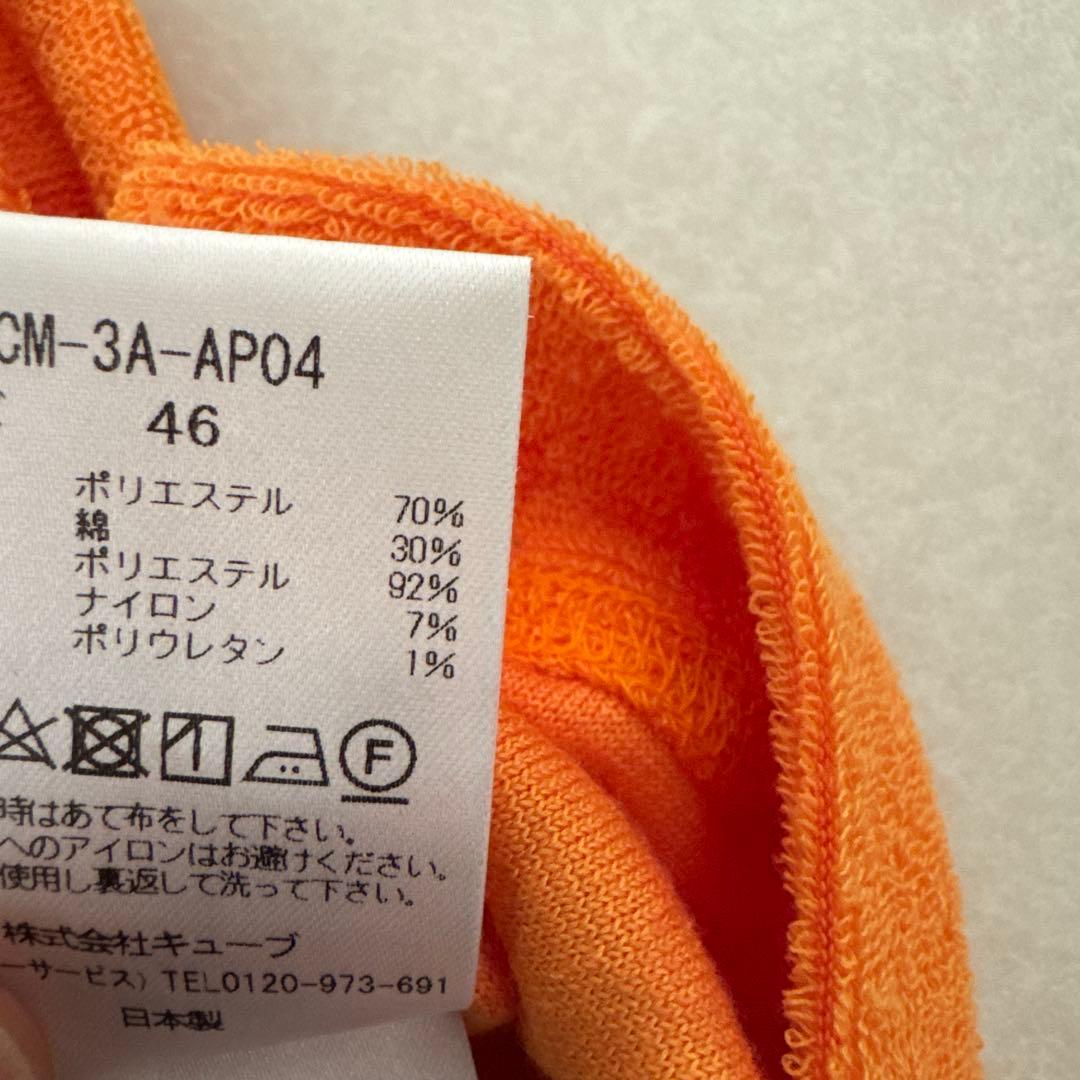 CM-3A-AP04
46
ポリエステル 70%
綿 30%
ポリエステル 92%
ナイロン 7%
ポリウレタン 1%
F
時はあて布をして下さい。
へのアイロンはお避けください。
使用し裏返して洗って下さい。
株式会社キューブ
ーサービス) TEL0120-973-691
日本製